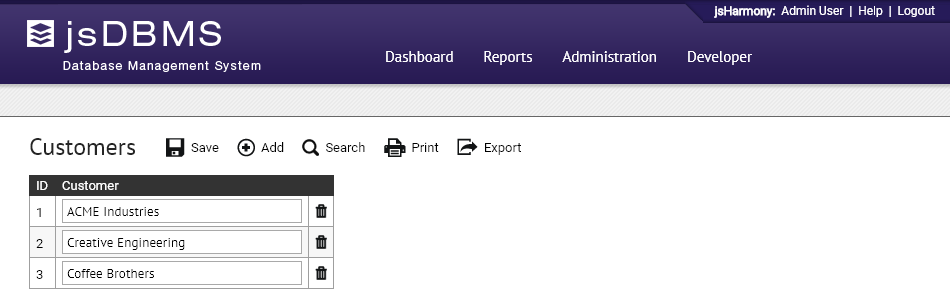 jsHarmony: Admin User | Help | Logout
jsDBMS
Database Management System
Dashboard Reports Administration Developer
Customers Save Add Search Print Export
ID Customer
1 ACME Industries
2 Creative Engineering
3 Coffee Brothers